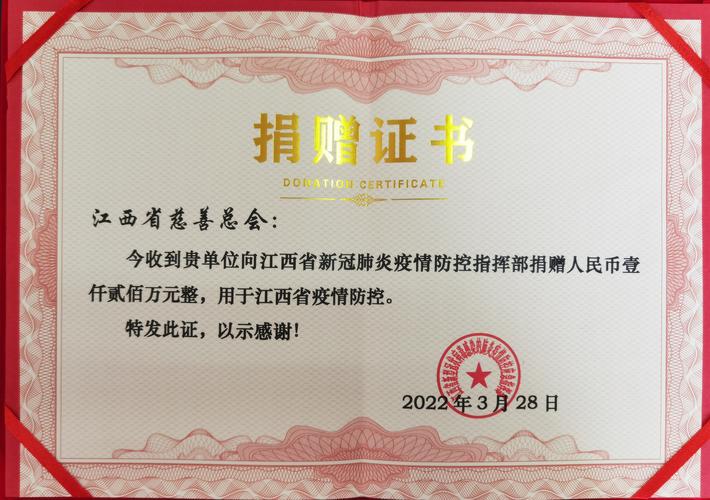 捐赠证书
DONATION CERTIFICATE
江西省慈善总会：
今收到贵单位向江西省新冠肺炎疫情防控指挥部捐赠人民币壹
仟贰佰万元整，用于江西省疫情防控。
特发此证，以示感谢！
2022年3月28日